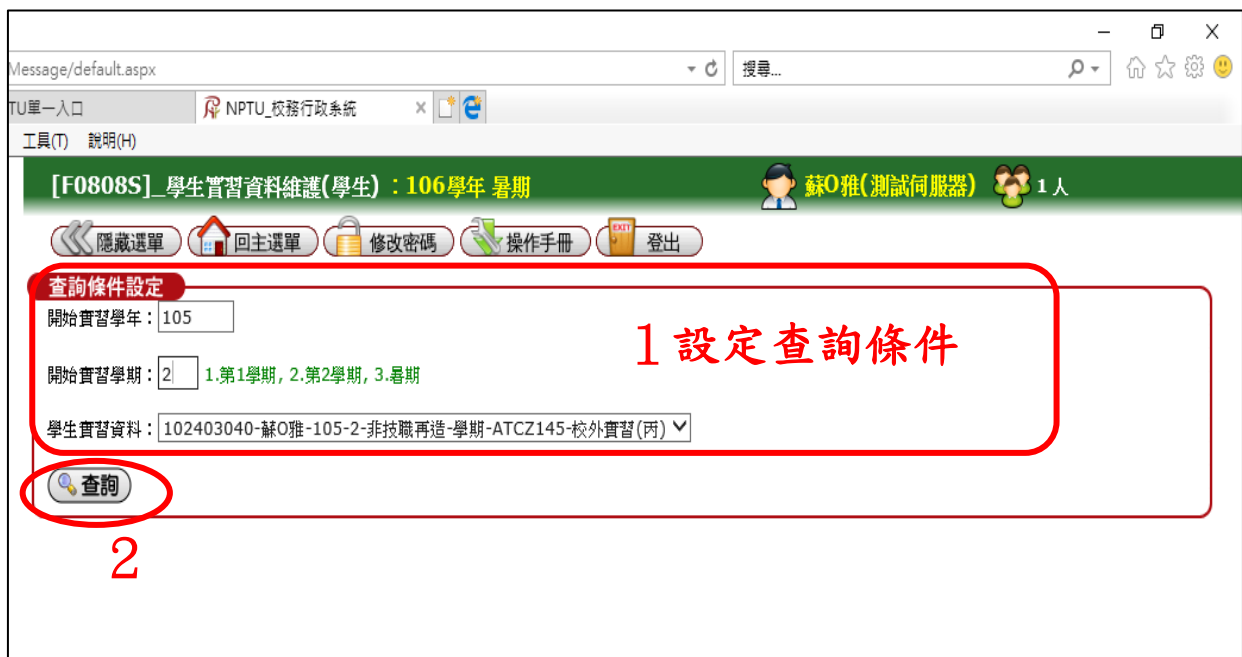 Message/default.aspx
搜尋...
TU單一入口
NPTU_校務行政系統
工具(T) 說明(H)
[F0808S]_學生實習資料維護(學生)：106學年 暑期
蘇O雅(測試伺服器) 1 人
隱藏選單 回主選單 修改密碼 操作手冊 EXIT 登出
查詢條件設定
開始實習學年：105
1 設定查詢條件
開始實習學期：2 1.第1學期, 2.第2學期, 3.暑期
學生實習資料：102403040-蘇O雅-105-2-非技職再造-學期-ATCZ145-校外實習(丙)
查詢
2